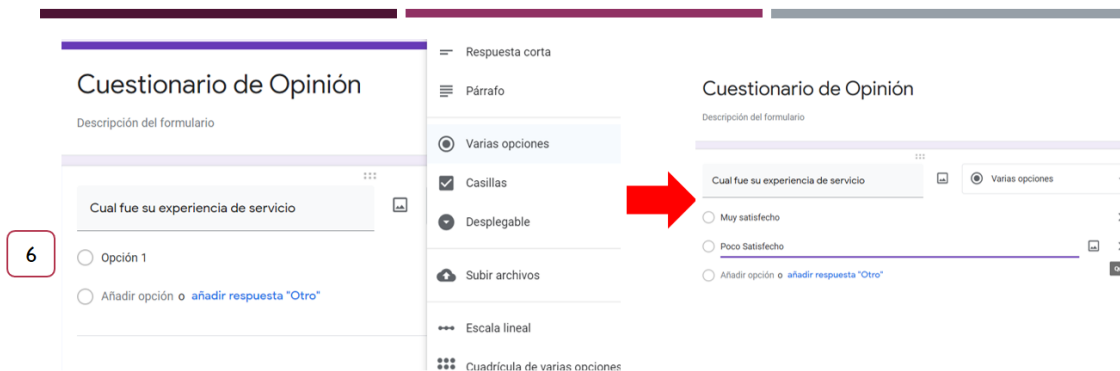 6
Cuestionario de Opinión
Descripción del formulario
Cual fue su experiencia de servicio
Opción 1
Añadir opción o añadir respuesta "Otro"
Respuesta corta
Párrafo
Varias opciones
Casillas
Desplegable
Subir archivos
Escala lineal
Cuadrícula de varias opciones
Cuestionario de Opinión
Descripción del formulario
Cual fue su experiencia de servicio
Varias opciones
Muy satisfecho
Poco Satisfecho
Añadir opción o añadir respuesta "Otro"